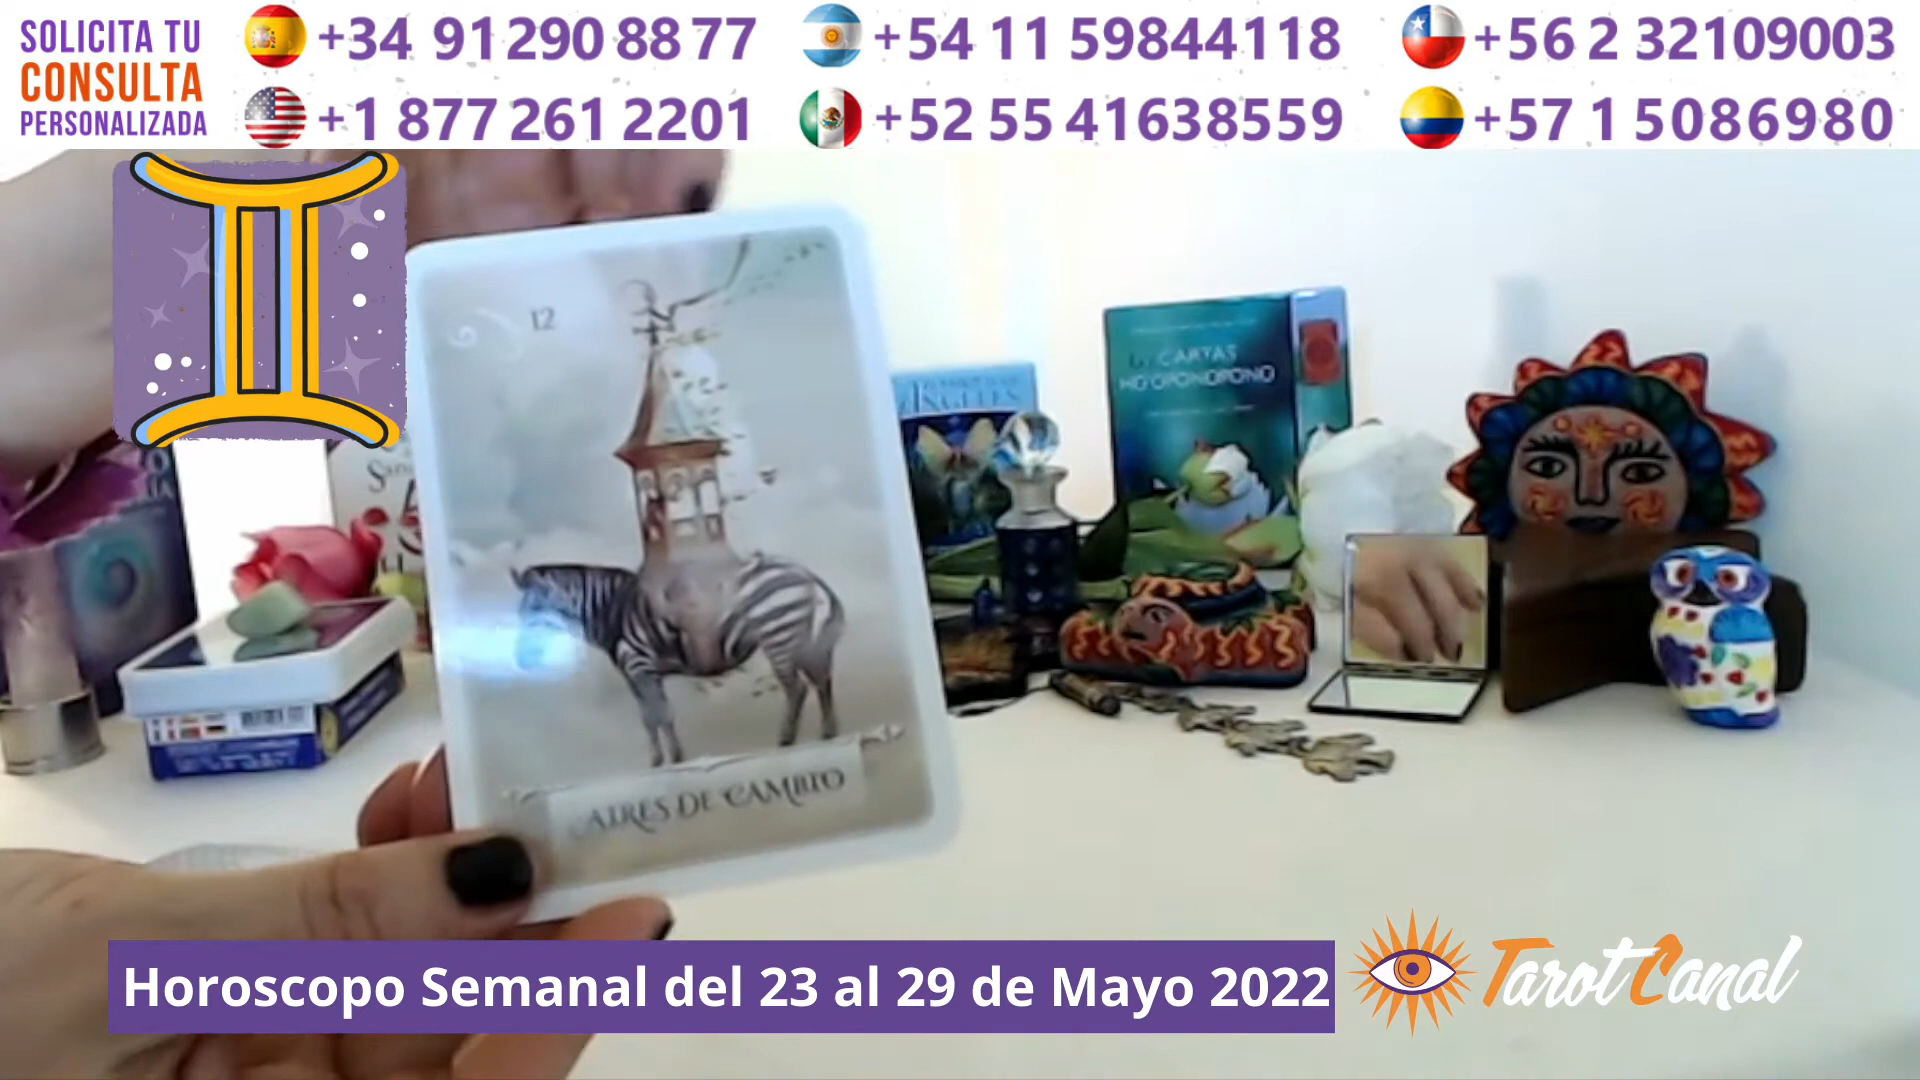 SOLICITA TU
CONSULTA
PERSONALIZADA
+34 91 290 88 77
+54 11 59844118
+56 2 32109003
+1 877 261 2201
+52 55 41638559
+57 1 5086980
12
AIRES DE CAMBIO
ÁNGELES
CARTAS
HO'OPONOPONO
Horoscopo Semanal del 23 al 29 de Mayo 2022
Tarot Canal